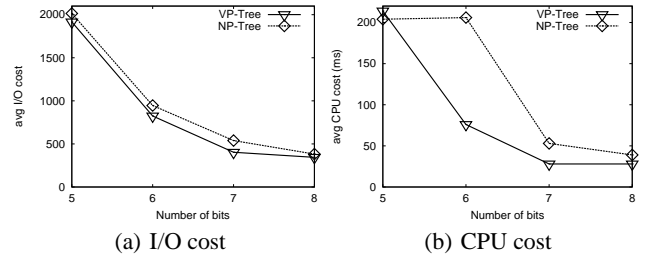 2000
1500
1000
500
0
avg I/O cost
VP-Tree
NP-Tree
5 6 7 8
Number of bits
(a) I/O cost
200
150
100
50
0
avg CPU cost (ms)
VP-Tree
NP-Tree
5 6 7 8
Number of bits
(b) CPU cost